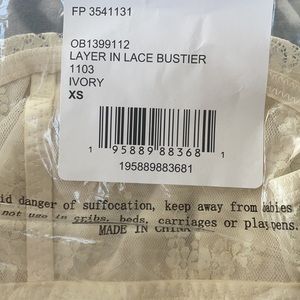 FP 3541131
OB1399112
LAYER IN LACE BUSTIER
1103
IVORY
XS
1 95889 88368 1
195889883681
id danger of suffocation, keep away from babies
not use in cribs, beds, carriages or playpens.
MADE IN CHINA